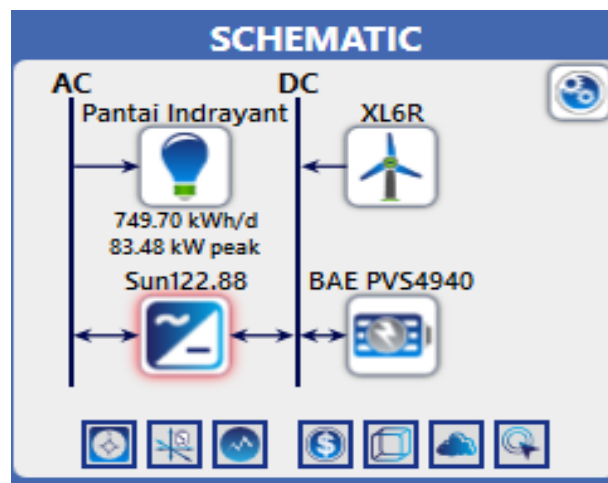 SCHEMATIC
AC DC
Pantai Indrayant XL6R
749.70 kWh/d
83.48 kW peak
Sun122.88 BAE PVS4940